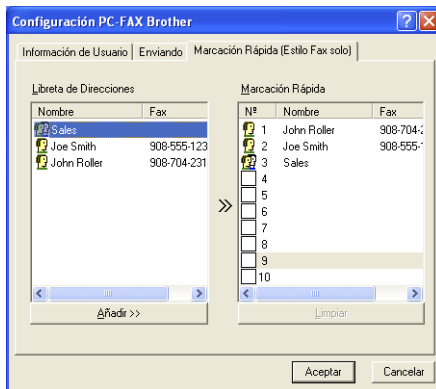 Configuración PC-FAX Brother
Información de Usuario Enviando Marcación Rápida (Estilo Fax solo)
Libreta de Direcciones
Nombre Fax
Sales
Joe Smith 908-555-123
John Roller 908-704-231
Añadir >>
Marcación Rápida
Nº Nombre Fax
1 John Roller 908-704-2
2 Joe Smith 908-555-
3 Sales
4
5
6
7
8
9
10
Limpiar
Aceptar Cancelar